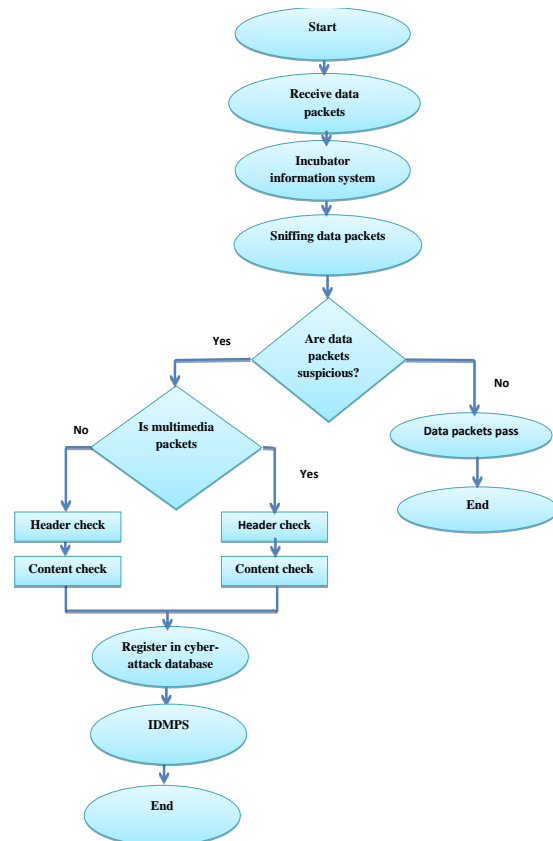 Start
Receive data
packets
Incubator
information system
Sniffing data packets
Are data
packets
suspicious?
Yes
No
Is multimedia
packets
No
Yes
Data packets pass
End
Header check
Header check
Content check
Content check
Register in cyber-
attack database
IDMPS
End